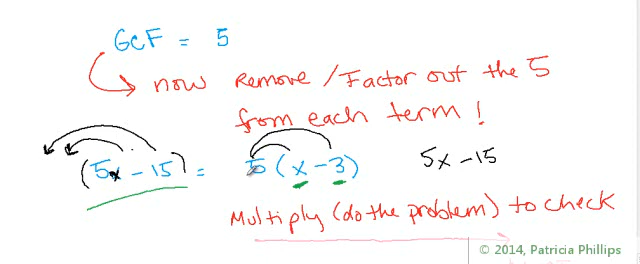 GCF = 5
now Remove/Factor out the 5
from each term!
(5x - 15) = 5(x - 3) 5x - 15
Multiply (do the problem) to check
© 2014, Patricia Phillips